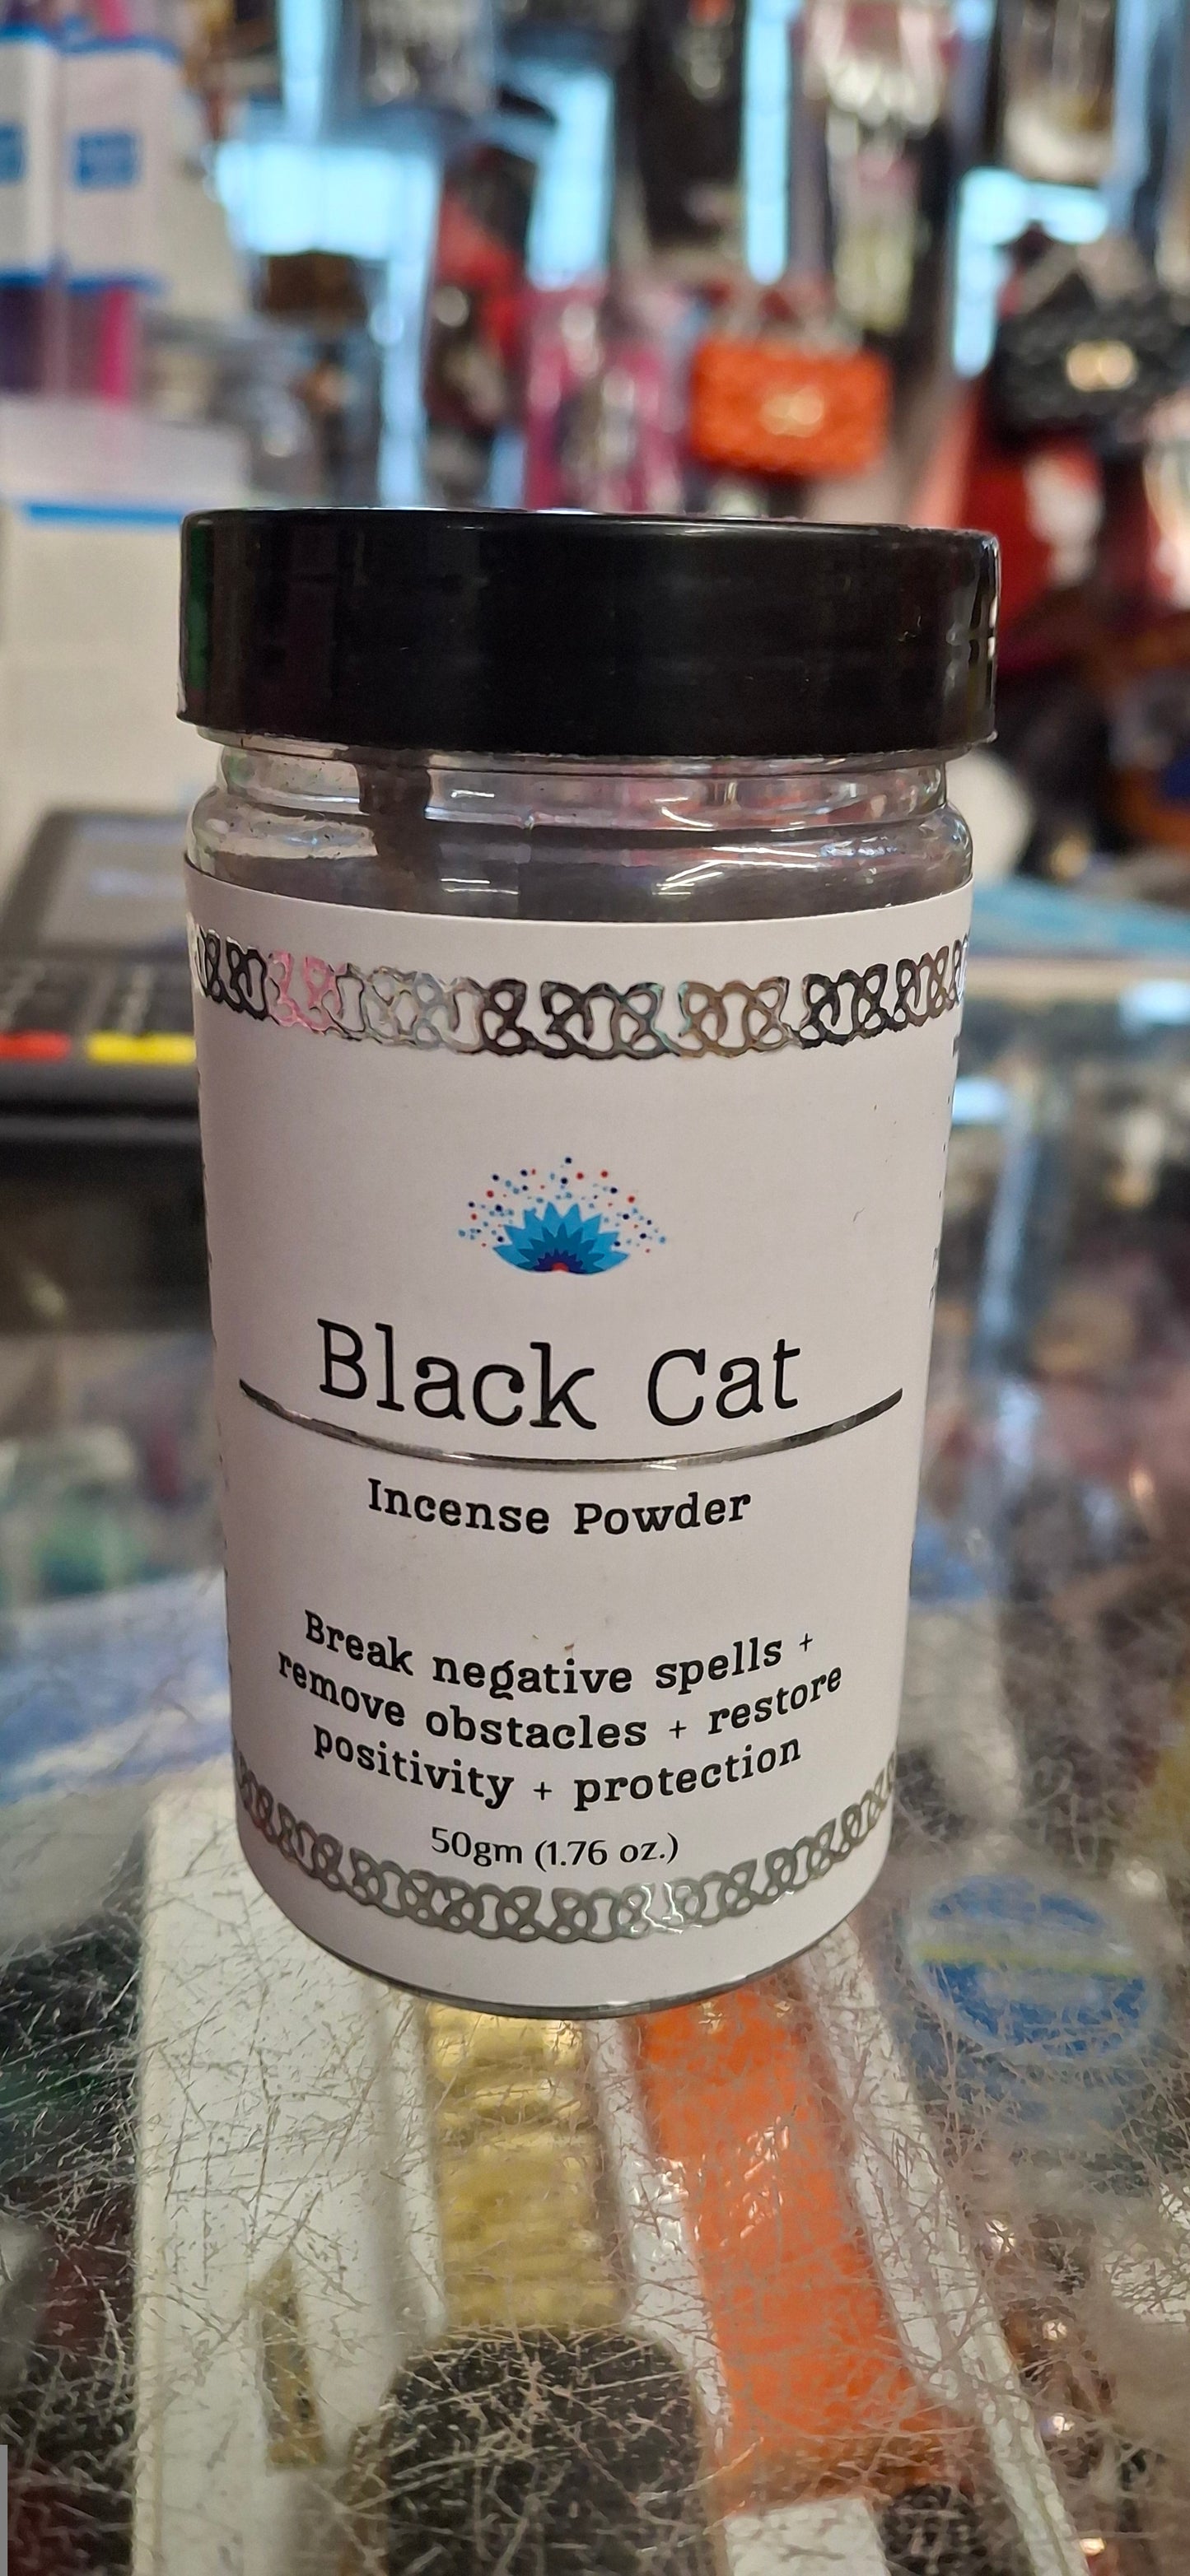 Black Cat
Incense Powder
Break negative spells +
remove obstacles + restore
positivity + protection
50gm (1.76 oz.)